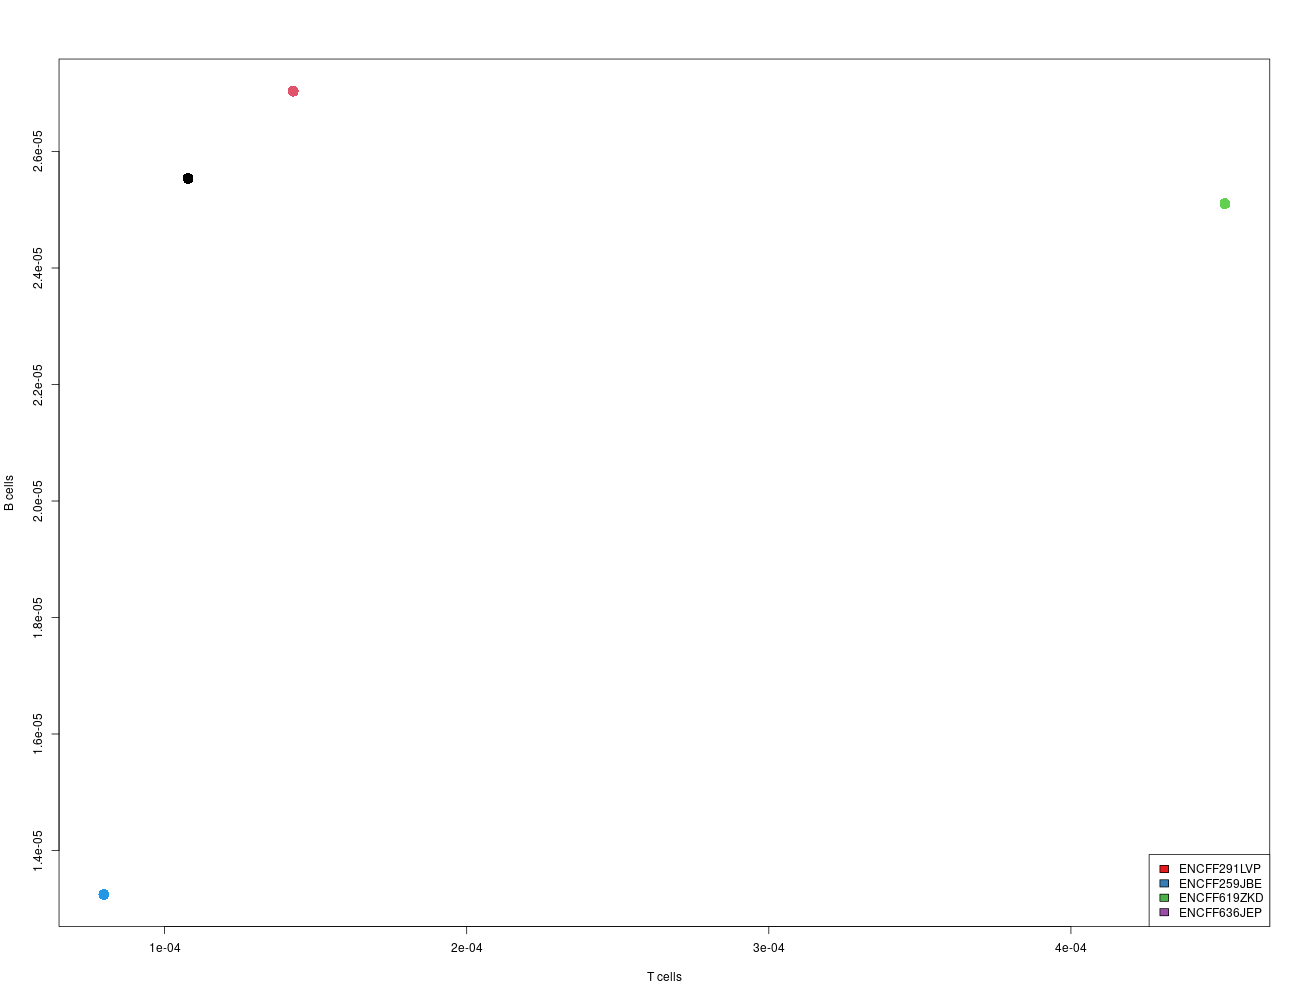 2.6e-05
2.4e-05
2.2e-05
2.0e-05
1.8e-05
1.6e-05
1.4e-05
B cells
1e-04 2e-04 3e-04 4e-04
T cells
ENCFF291LVP
ENCFF259JBE
ENCFF619ZKD
ENCFF636JEP